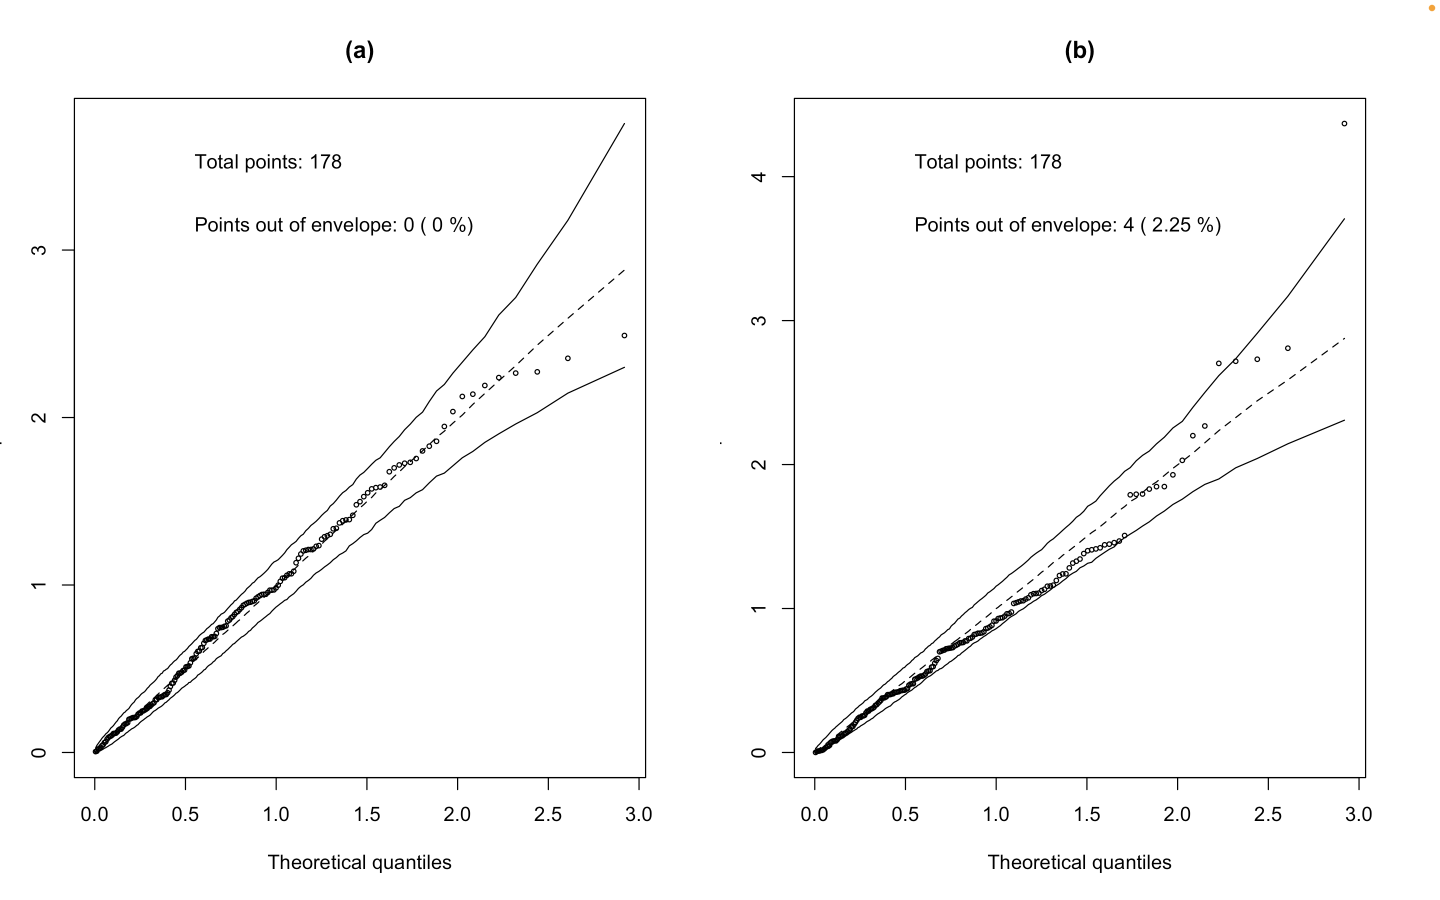 (a)
Total points: 178
Points out of envelope: 0 ( 0 %)
3
2
1
0
0.0 0.5 1.0 1.5 2.0 2.5 3.0
Theoretical quantiles
(b)
Total points: 178
Points out of envelope: 4 ( 2.25 %)
4
3
2
1
0
0.0 0.5 1.0 1.5 2.0 2.5 3.0
Theoretical quantiles